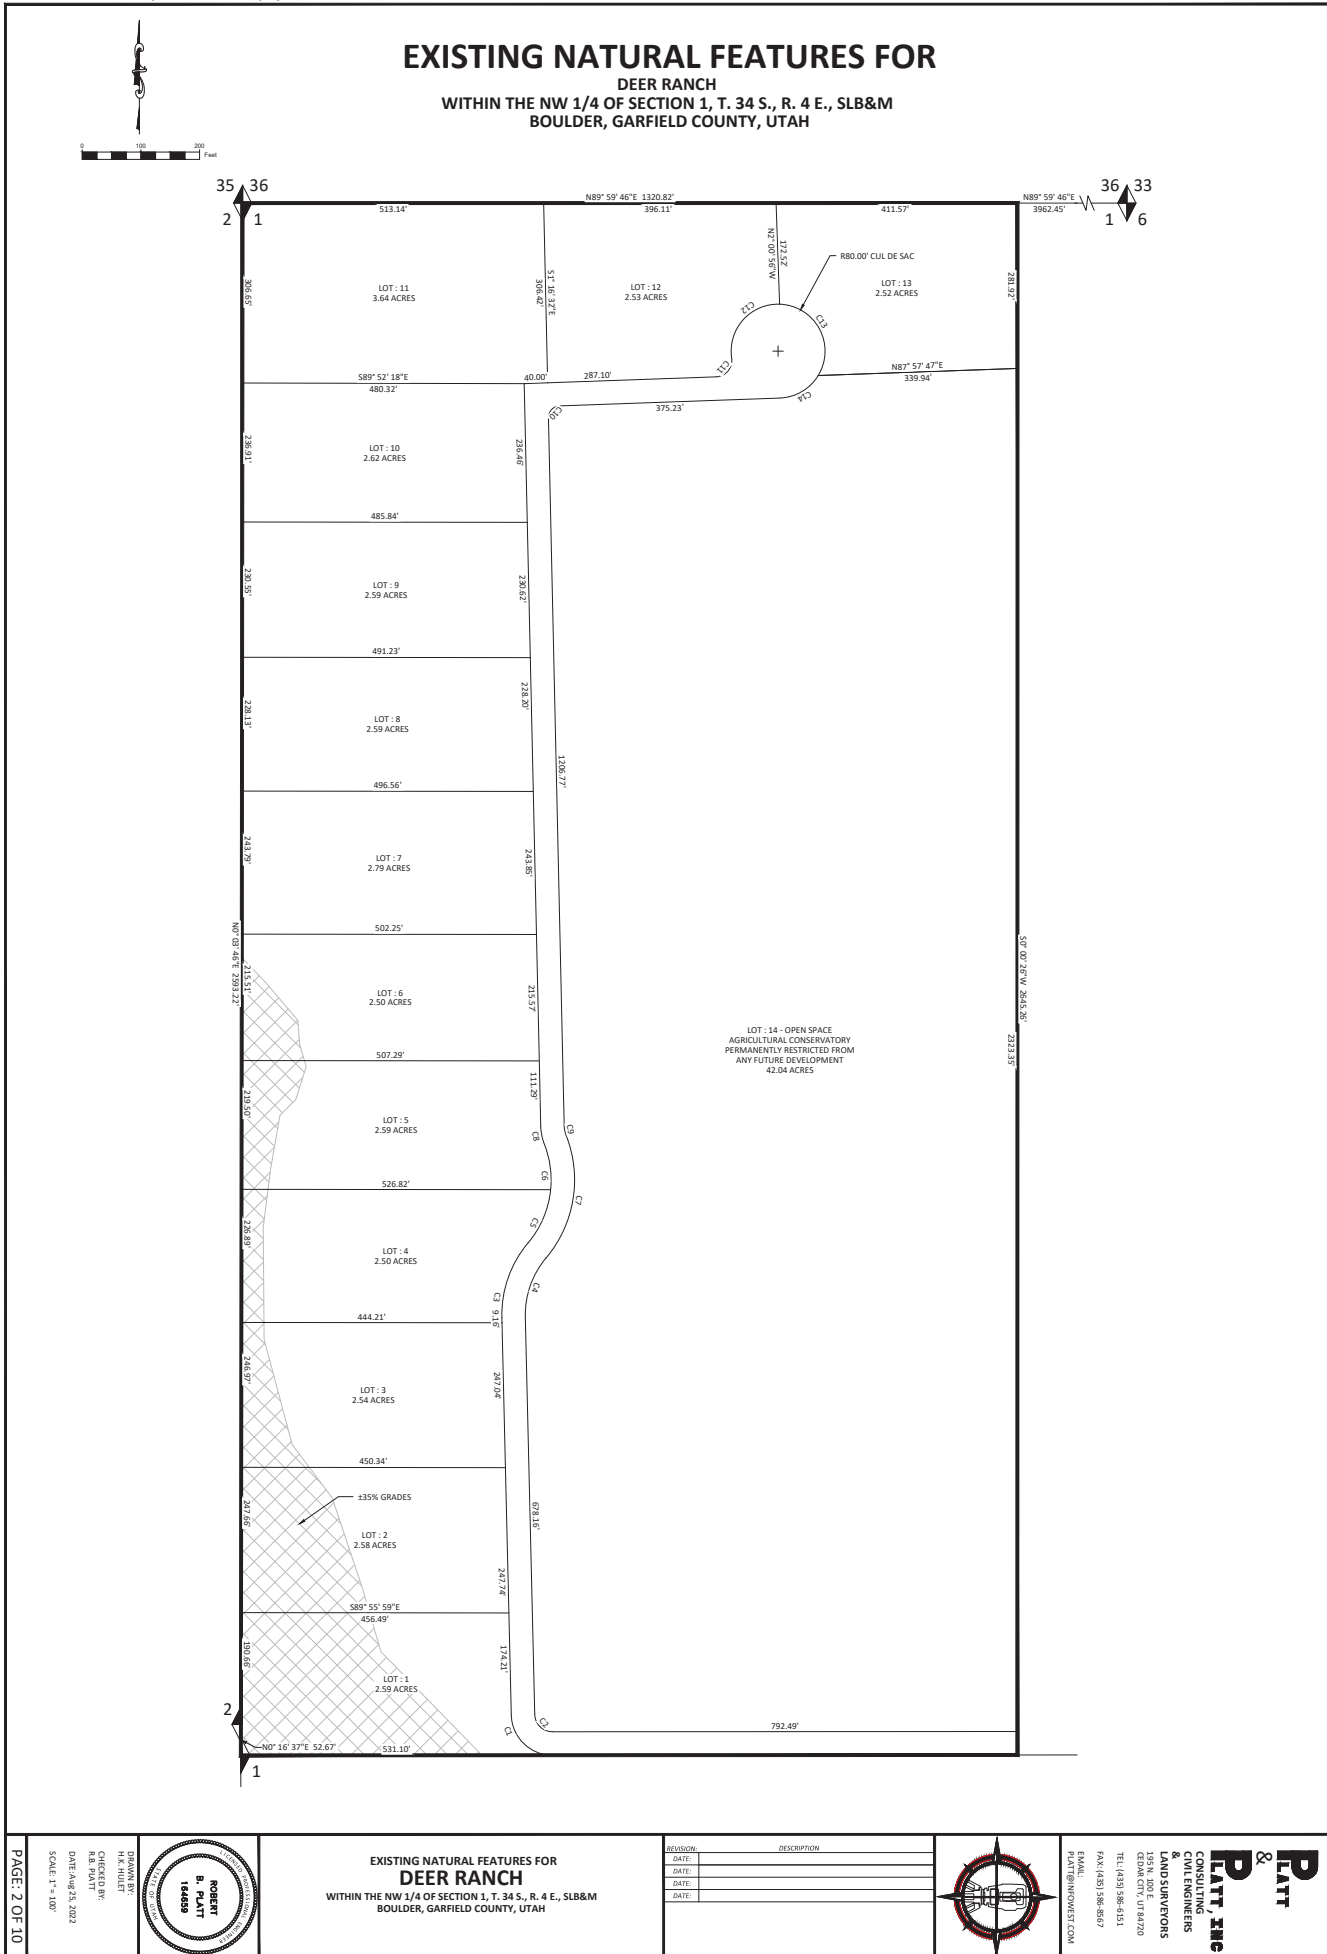 EXISTING NATURAL FEATURES FOR
DEER RANCH
WITHIN THE NW 1/4 OF SECTION 1, T. 34 S., R. 4 E., SLB&M
BOULDER, GARFIELD COUNTY, UTAH
0 100 200
Feet
35 36
2 1
N89° 59' 46"E 1320.82'
513.14'
396.11'
411.57'
N89° 59' 46"E
3962.45'
36 33
1 6
306.65'
LOT : 11
3.64 ACRES
S1° 16' 32"E
306.42'
LOT : 12
2.53 ACRES
N2° 00' 56"W
172.52'
R80.00' CUL DE SAC
LOT : 13
2.52 ACRES
281.92'
C12
C13
C11
S89° 52' 18"E
480.32'
40.00'
287.10'
N87° 57' 47"E
339.94'
C10
375.23'
C14
236.91'
LOT : 10
2.62 ACRES
236.46'
485.84'
230.55'
LOT : 9
2.59 ACRES
230.62'
491.23'
228.13'
LOT : 8
2.59 ACRES
228.20'
1206.77'
496.56'
243.79'
LOT : 7
2.79 ACRES
243.85'
502.25'
N0° 03' 46"E 2593.22'
215.51'
LOT : 6
2.50 ACRES
215.57'
S0° 00' 26"W 2645.26'
2323.35'
507.29'
LOT : 14 - OPEN SPACE
AGRICULTURAL CONSERVATORY
PERMANENTLY RESTRICTED FROM
ANY FUTURE DEVELOPMENT
42.04 ACRES
219.50'
LOT : 5
2.59 ACRES
111.29'
C8
C9
C6
526.82'
C7
226.89'
LOT : 4
2.50 ACRES
C5
C4
C3
9.16'
444.21'
246.97'
LOT : 3
2.54 ACRES
247.04'
450.34'
±35% GRADES
247.66'
LOT : 2
2.58 ACRES
678.16'
247.74'
S89° 55' 59"E
456.49'
190.66'
LOT : 1
2.59 ACRES
174.21'
C1
C2
792.49'
2
N0° 16' 37"E 52.67'
531.10'
1
PAGE: 2 OF 10
SCALE: 1" = 100'
DATE: Aug 25, 2022
CHECKED BY:
R.B. PLATT
DRAWN BY:
H.K. HULET
LICENSED PROFESSIONAL ENGINEER
ROBERT
B. PLATT
164659
STATE OF UTAH
EXISTING NATURAL FEATURES FOR
DEER RANCH
WITHIN THE NW 1/4 OF SECTION 1, T. 34 S., R. 4 E., SLB&M
BOULDER, GARFIELD COUNTY, UTAH
REVISION: DESCRIPTION
DATE:
DATE:
DATE:
DATE:
PLATT
&
PLATT, INC
CONSULTING
CIVIL ENGINEERS
&
LAND SURVEYORS
195 N. 100 E.
CEDAR CITY, UT 84720
TEL: (435) 586-6151
FAX: (435) 586-8567
EMAIL:
PLATT@INFOWEST.COM